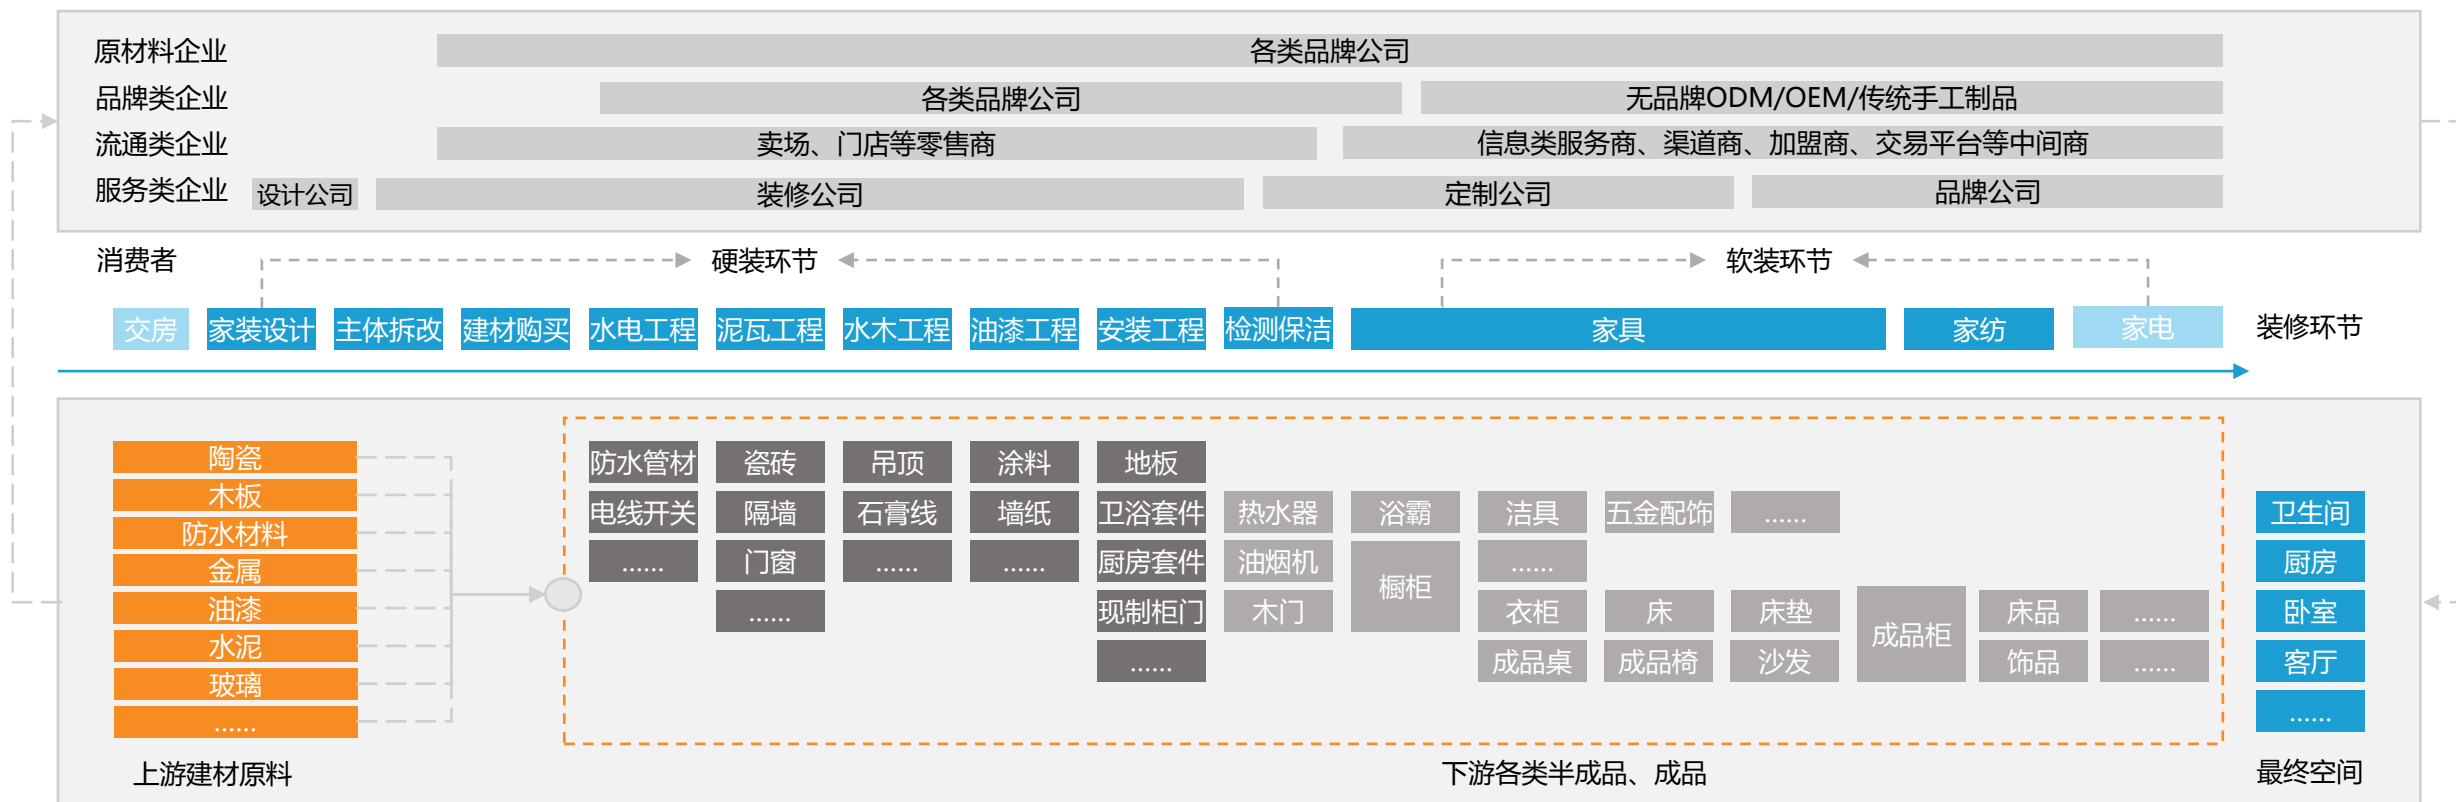 原材料企业 各类品牌公司
品牌类企业 各类品牌公司 无品牌ODM/OEM/传统手工制品
流通类企业 卖场、门店等零售商 信息类服务商、渠道商、加盟商、交易平台等中间商
服务类企业 设计公司 装修公司 定制公司 品牌公司
消费者 硬装环节 软装环节
交房 家装设计 主体拆改 建材购买 水电工程 泥瓦工程 水木工程 油漆工程 安装工程 检测保洁 家具 家纺 家电 装修环节
陶瓷
木板
防水材料
金属
油漆
水泥
玻璃
......
上游建材原料
防水管材 瓷砖 吊顶 涂料 地板
电线开关 隔墙 石膏线 墙纸 卫浴套件 热水器 浴霸 洁具 五金配饰 ......
...... 门窗 ...... ...... 厨房套件 油烟机 橱柜 ......
...... 现制柜门 木门 衣柜 床 床垫 成品柜 床品 ......
...... 成品桌 成品椅 沙发 饰品 ......
下游各类半成品、成品
卫生间
厨房
卧室
客厅
......
最终空间